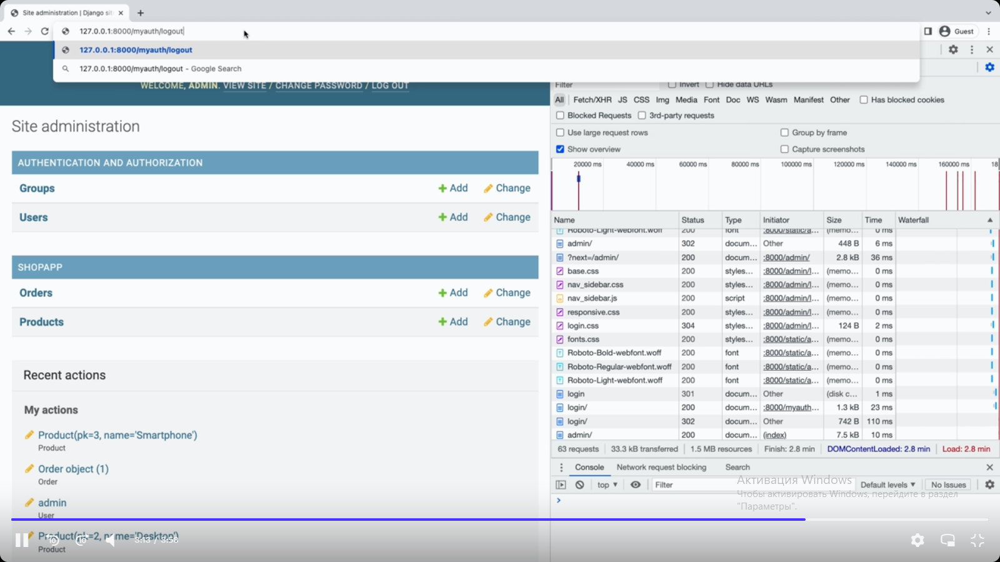 Site administration | Django sit
127.0.0.1:8000/myauth/logout
Guest
127.0.0.1:8000/myauth/logout
127.0.0.1:8000/myauth/logout - Google Search
WELCOME, ADMIN. VIEW SITE / CHANGE PASSWORD / LOG OUT
Site administration
AUTHENTICATION AND AUTHORIZATION
Groups Add Change
Users Add Change
SHOPAPP
Orders Add Change
Products Add Change
Recent actions
My actions
Product(pk=3, name='Smartphone')
Product
Order object (1)
Order
admin
User
Product(pk=2, name='Desktop')
Product
10 10 3:13 / 3:58
Filter Invert Hide data URLs
All Fetch/XHR JS CSS Img Media Font Doc WS Wasm Manifest Other Has blocked cookies
Blocked Requests 3rd-party requests
Use large request rows Group by frame
Show overview Capture screenshots
20000 ms 40000 ms 60000 ms 80000 ms 100000 ms 120000 ms 140000 ms 160000 ms 18
Name Status Type Initiator Size Time Waterfall
Roboto-Light-webfont.woff 200 font :8000/static/a... (memo... 0 ms
admin/ 302 docum... Other 448 B 6 ms
?next=/admin/ 200 docum... :8000/admin/ 2.8 kB 36 ms
base.css 200 styles... :8000/admin/l... (memo... 0 ms
nav_sidebar.css 200 styles... :8000/admin/l... (memo... 0 ms
nav_sidebar.js 200 script :8000/admin/l... (memo... 0 ms
responsive.css 200 styles... :8000/admin/l... (memo... 0 ms
login.css 304 styles... :8000/admin/l... 124 B 2 ms
fonts.css 200 styles... :8000/static/a... (memo... 0 ms
Roboto-Bold-webfont.woff 200 font :8000/static/a... (memo... 0 ms
Roboto-Regular-webfont.woff 200 font :8000/static/a... (memo... 0 ms
Roboto-Light-webfont.woff 200 font :8000/static/a... (memo... 0 ms
login 301 docum... Other (disk c... 1 ms
login/ 200 docum... :8000/myauth... 1.3 kB 23 ms
login/ 302 docum... Other 742 B 110 ms
admin/ 200 docum... (index) 7.5 kB 10 ms
63 requests 33.3 kB transferred 1.5 MB resources Finish: 2.8 min DOMContentLoaded: 2.8 min Load: 2.8 min
Console Network request blocking Search
top Filter Default levels No Issues
Активация Windows
Чтобы активировать Windows, перейдите в раздел
"Параметры".